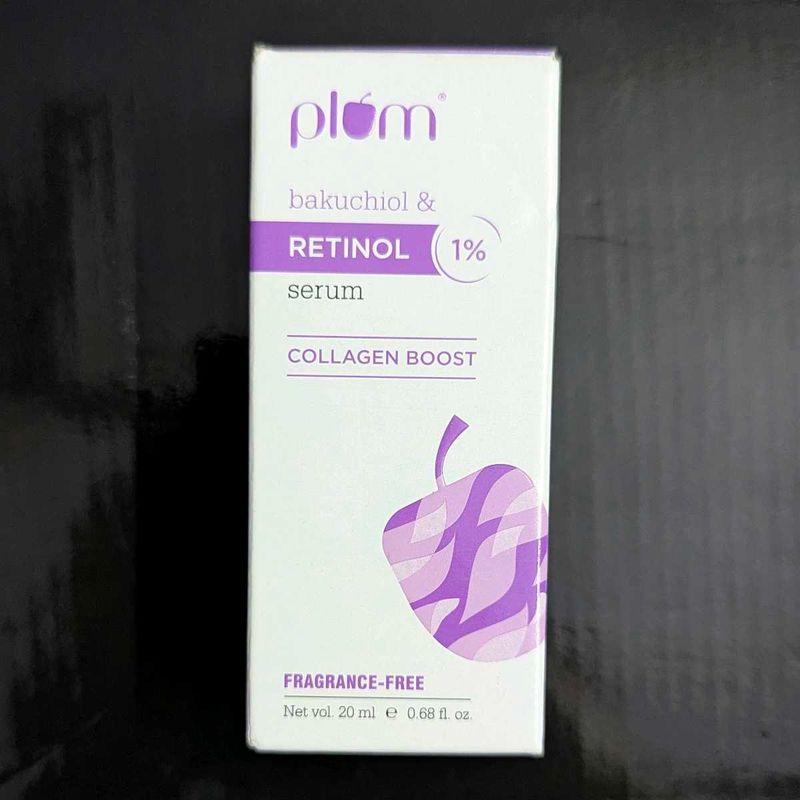 plum®
bakuchiol &
RETINOL 1%
serum
COLLAGEN BOOST
FRAGRANCE-FREE
Net vol. 20 ml ℮ 0.68 fl. oz.